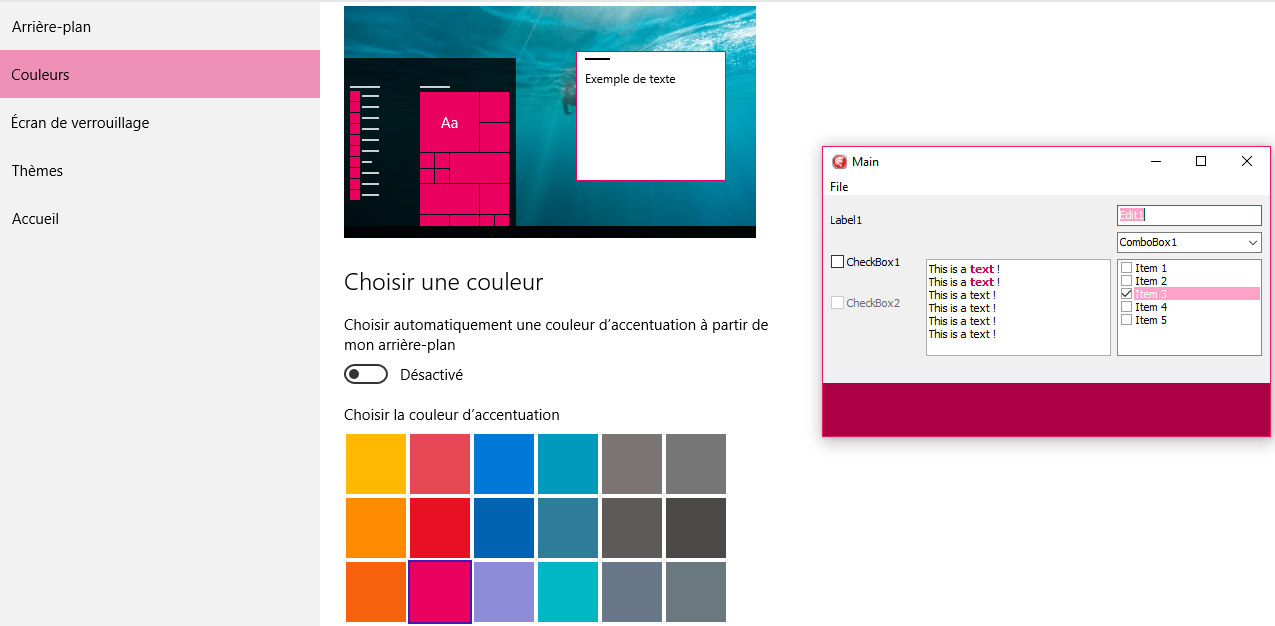 Arrière-plan
Couleurs
Écran de verrouillage
Thèmes
Accueil
Aa
Exemple de texte
Choisir une couleur
Choisir automatiquement une couleur d’accentuation à partir de
mon arrière-plan
Désactivé
Choisir la couleur d’accentuation
Main
File
Label1
Edit1
ComboBox1
CheckBox1
CheckBox2
This is a text !
This is a text !
This is a text !
This is a text !
This is a text !
This is a text !
Item 1
Item 2
Item 3
Item 4
Item 5